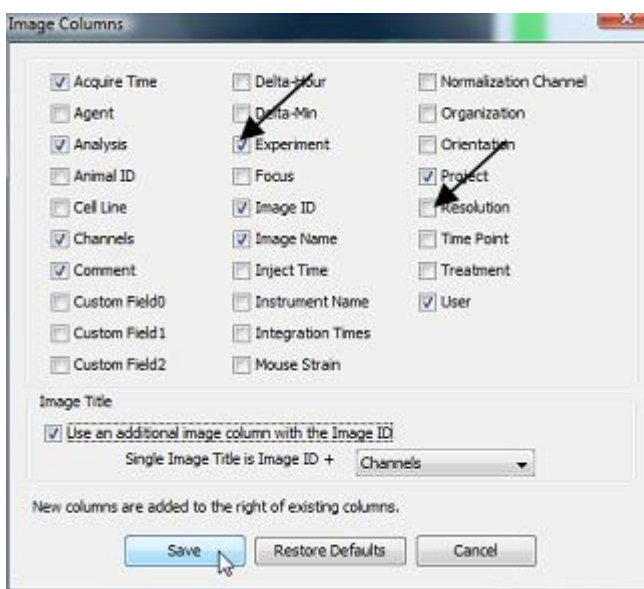 Image Columns
Acquire Time
Delta-Hour
Normalization Channel
Agent
Delta-Min
Organization
Analysis
Experiment
Orientation
Animal ID
Focus
Project
Cell Line
Image ID
Resolution
Channels
Image Name
Time Point
Comment
Inject Time
Treatment
Custom Field0
Instrument Name
User
Custom Field1
Integration Times
Custom Field2
Mouse Strain
Image Title
Use an additional image column with the Image ID
Single Image Title is Image ID +
Channels
New columns are added to the right of existing columns.
Save
Restore Defaults
Cancel